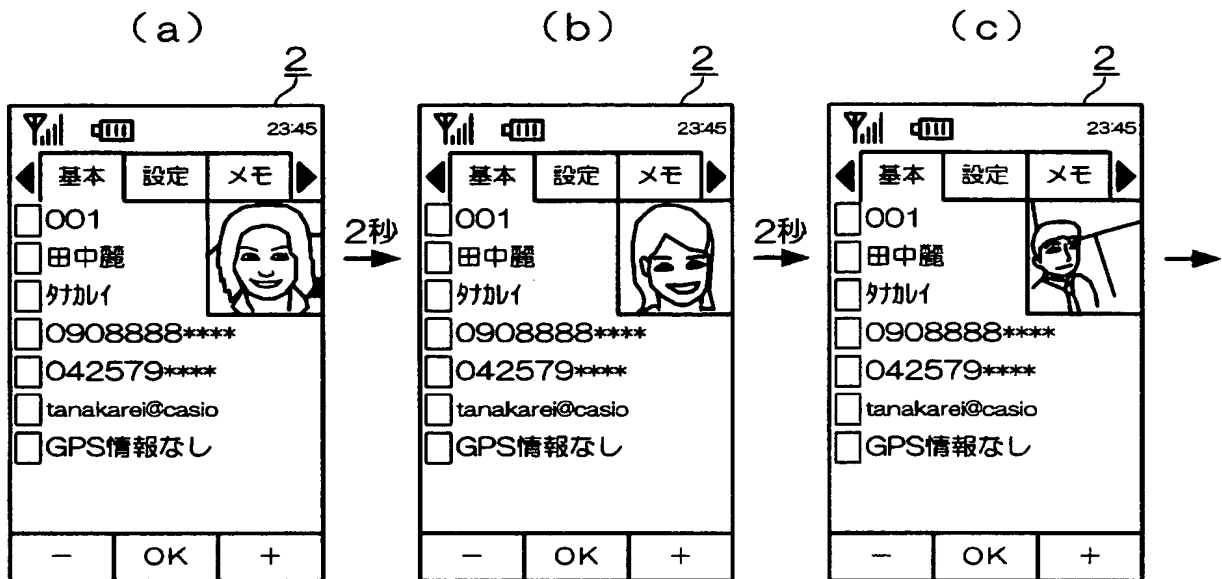 (a)
2
23:45
基本 設定 メモ
001
田中麗
ﾀﾅｶﾚｲ
0908888****
042579****
tanakarei@casio
GPS情報なし
− OK +
2秒
(b)
2
23:45
基本 設定 メモ
001
田中麗
ﾀﾅｶﾚｲ
0908888****
042579****
tanakarei@casio
GPS情報なし
− OK +
2秒
(c)
2
23:45
基本 設定 メモ
001
田中麗
ﾀﾅｶﾚｲ
0908888****
042579****
tanakarei@casio
GPS情報なし
− OK +